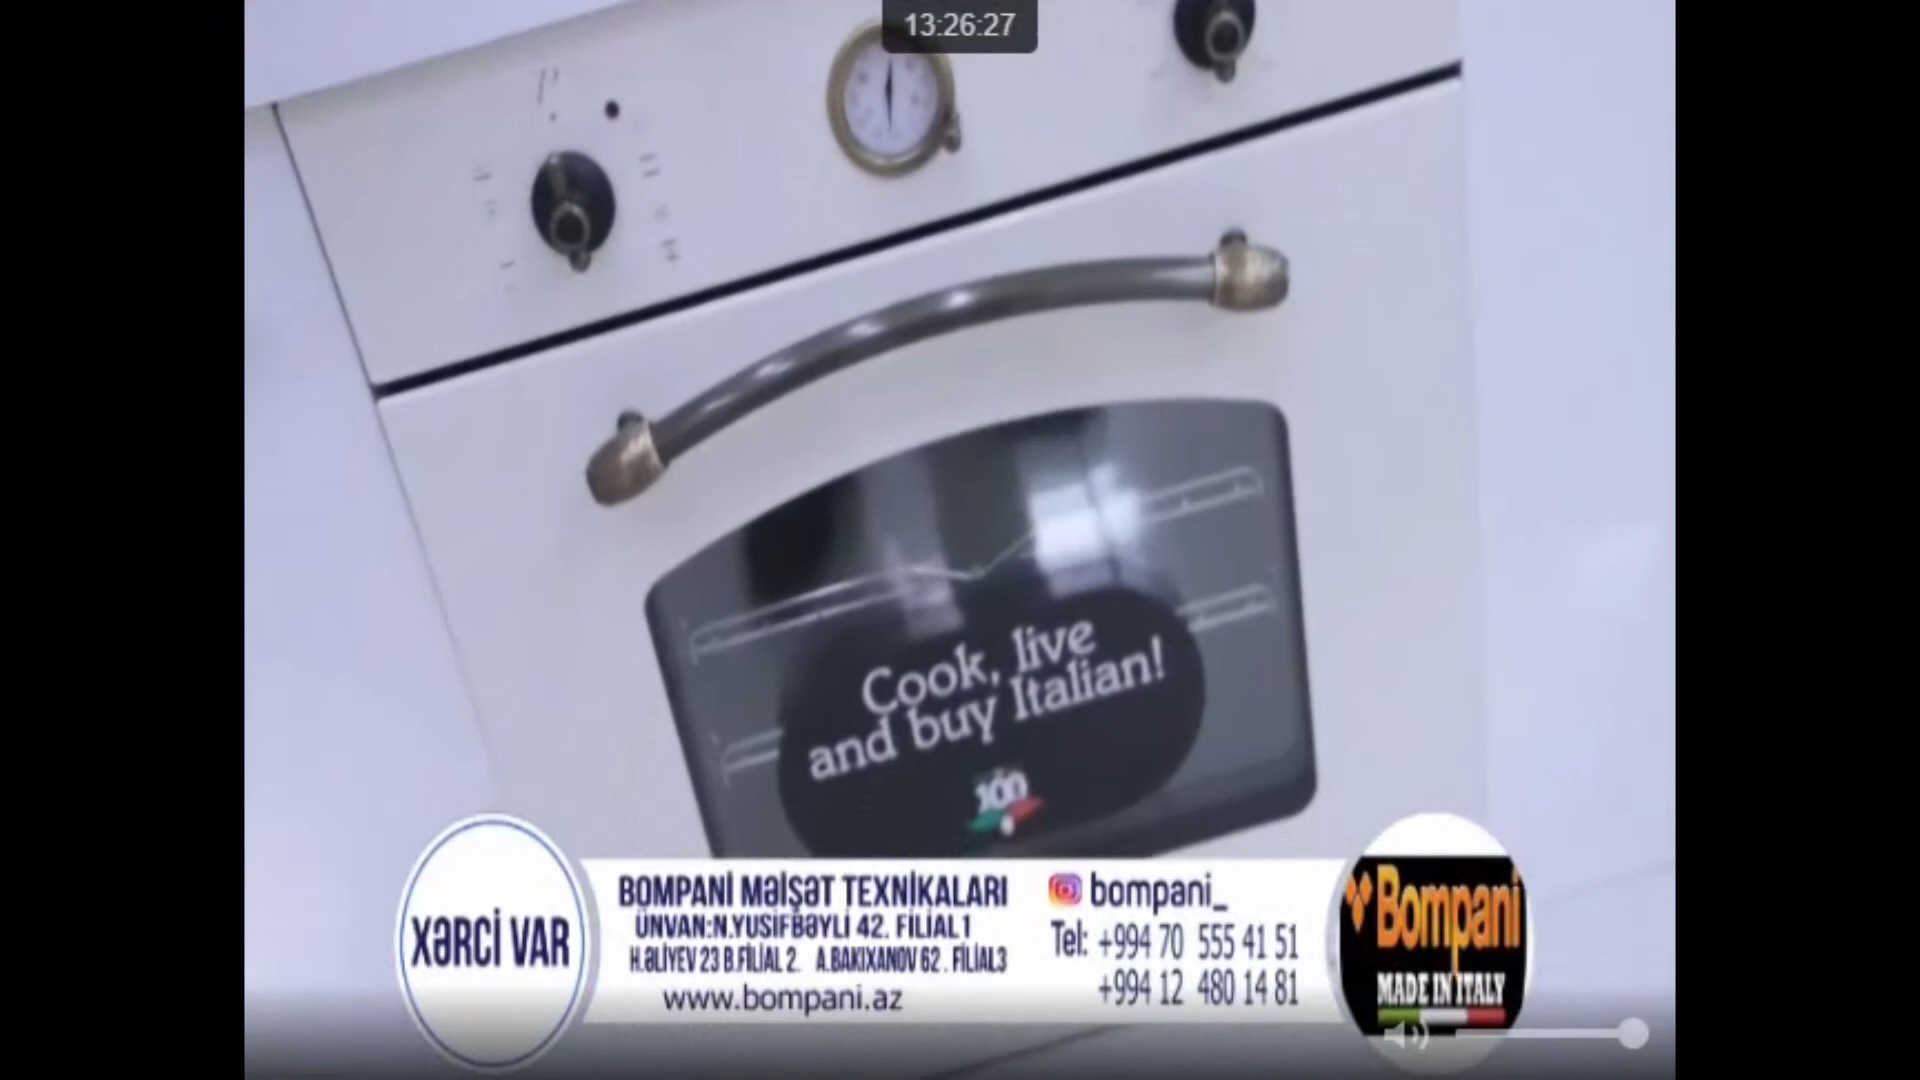 13:26:27
P
Cook, live
and buy Italian!
100
XƏRCİ VAR
BOMPANİ MƏİŞƏT TEXNİKALARI
ÜNVAN:N.YUSİFBƏYLİ 42. FİLİAL1
H.ƏLİYEV 23 B.FİLİAL 2. A.BAKIXANOV 62. FİLİAL3
www.bompani.az
bompani_
Tel: +994 70 555 41 51
+994 12 480 14 81
Bompani
MADE IN ITALY